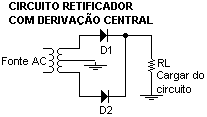 CIRCUITO RETIFICADOR
COM DERIVAÇÃO CENTRAL
D1
Fonte AC
RL
Cargar do
circuito
D2